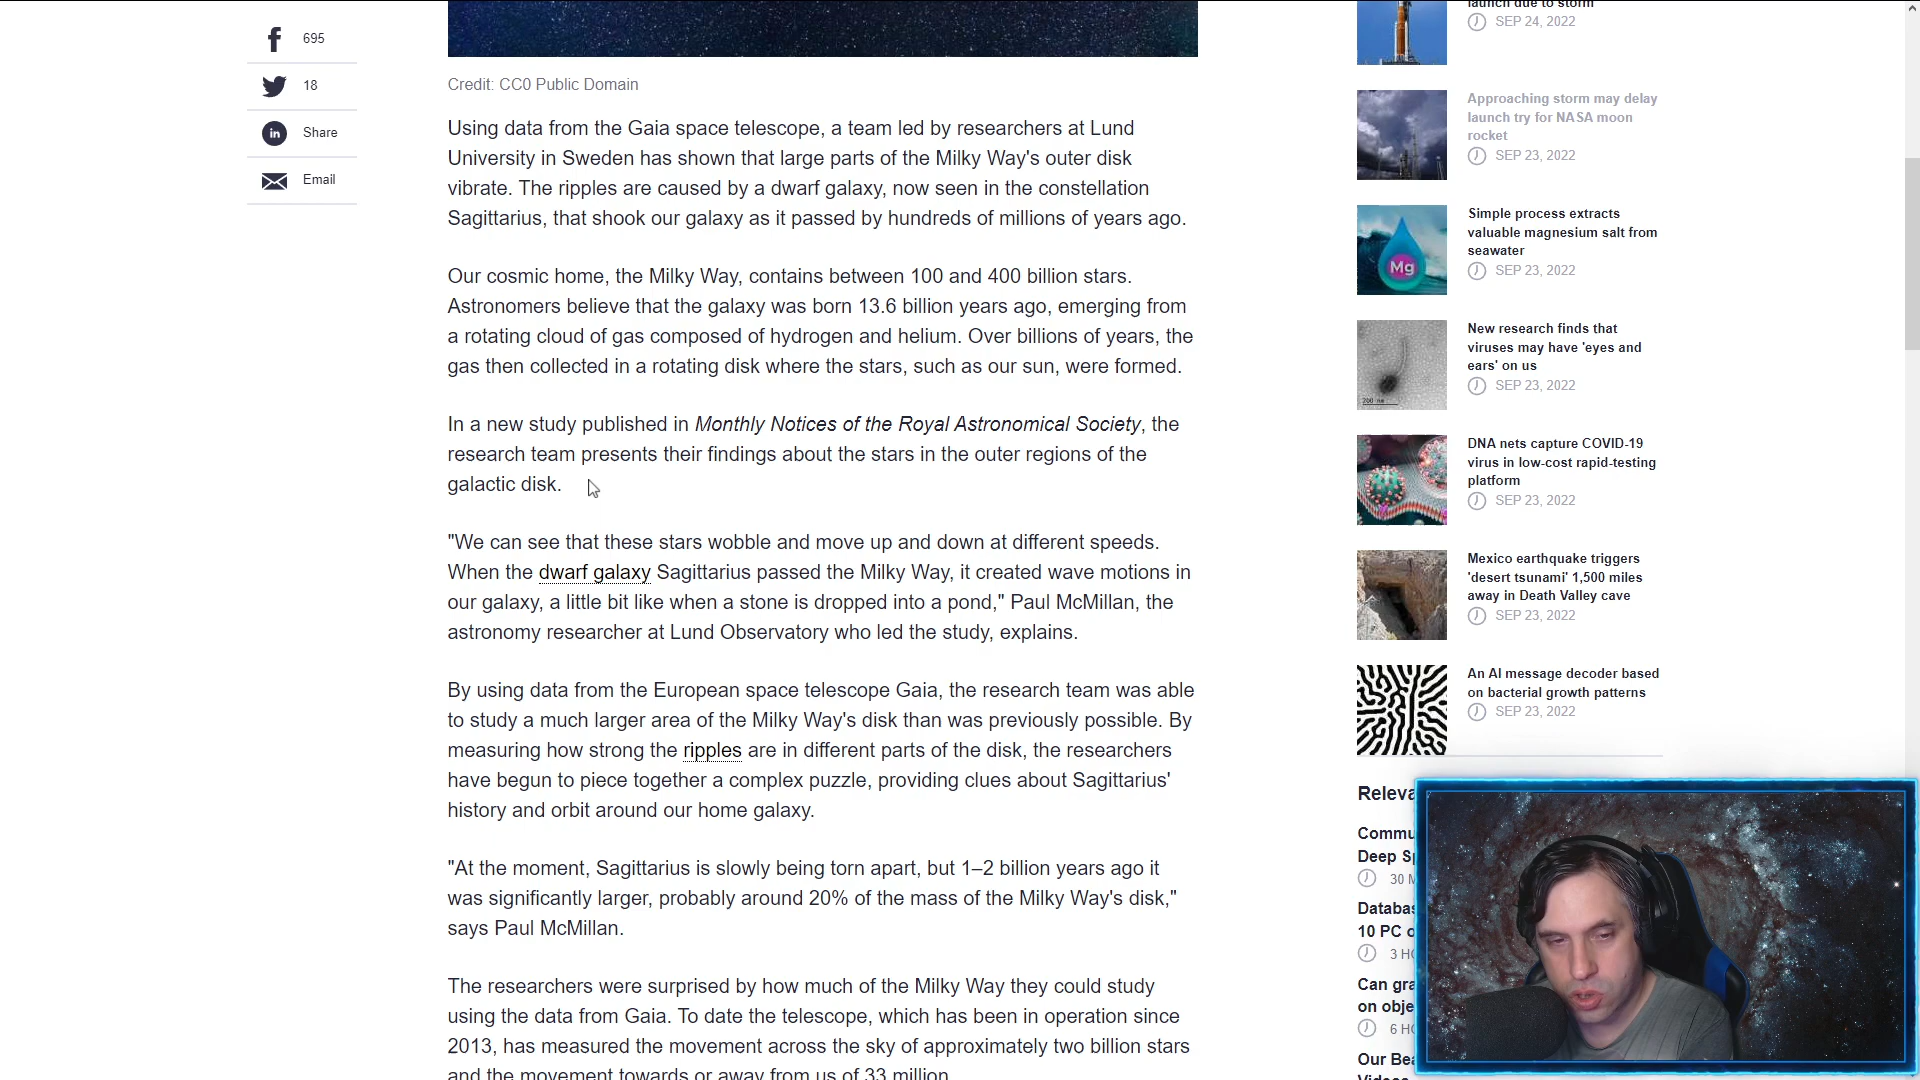 695
18
Share
Email
Credit: CC0 Public Domain
Using data from the Gaia space telescope, a team led by researchers at Lund
University in Sweden has shown that large parts of the Milky Way's outer disk
vibrate. The ripples are caused by a dwarf galaxy, now seen in the constellation
Sagittarius, that shook our galaxy as it passed by hundreds of millions of years ago.
Our cosmic home, the Milky Way, contains between 100 and 400 billion stars.
Astronomers believe that the galaxy was born 13.6 billion years ago, emerging from
a rotating cloud of gas composed of hydrogen and helium. Over billions of years, the
gas then collected in a rotating disk where the stars, such as our sun, were formed.
In a new study published in Monthly Notices of the Royal Astronomical Society, the
research team presents their findings about the stars in the outer regions of the
galactic disk.
"We can see that these stars wobble and move up and down at different speeds.
When the dwarf galaxy Sagittarius passed the Milky Way, it created wave motions in
our galaxy, a little bit like when a stone is dropped into a pond," Paul McMillan, the
astronomy researcher at Lund Observatory who led the study, explains.
By using data from the European space telescope Gaia, the research team was able
to study a much larger area of the Milky Way's disk than was previously possible. By
measuring how strong the ripples are in different parts of the disk, the researchers
have begun to piece together a complex puzzle, providing clues about Sagittarius'
history and orbit around our home galaxy.
"At the moment, Sagittarius is slowly being torn apart, but 1–2 billion years ago it
was significantly larger, probably around 20% of the mass of the Milky Way's disk,"
says Paul McMillan.
The researchers were surprised by how much of the Milky Way they could study
using the data from Gaia. To date the telescope, which has been in operation since
2013, has measured the movement across the sky of approximately two billion stars
and the movement towards or away from us of 33 million.
launch due to storm
SEP 24, 2022
Approaching storm may delay
launch try for NASA moon
rocket
SEP 23, 2022
Mg
Simple process extracts
valuable magnesium salt from
seawater
SEP 23, 2022
200 nm
New research finds that
viruses may have 'eyes and
ears' on us
SEP 23, 2022
DNA nets capture COVID-19
virus in low-cost rapid-testing
platform
SEP 23, 2022
Mexico earthquake triggers
'desert tsunami' 1,500 miles
away in Death Valley cave
SEP 23, 2022
An AI message decoder based
on bacterial growth patterns
SEP 23, 2022
Deep
30
10 PC
3
Can
on
6
Our